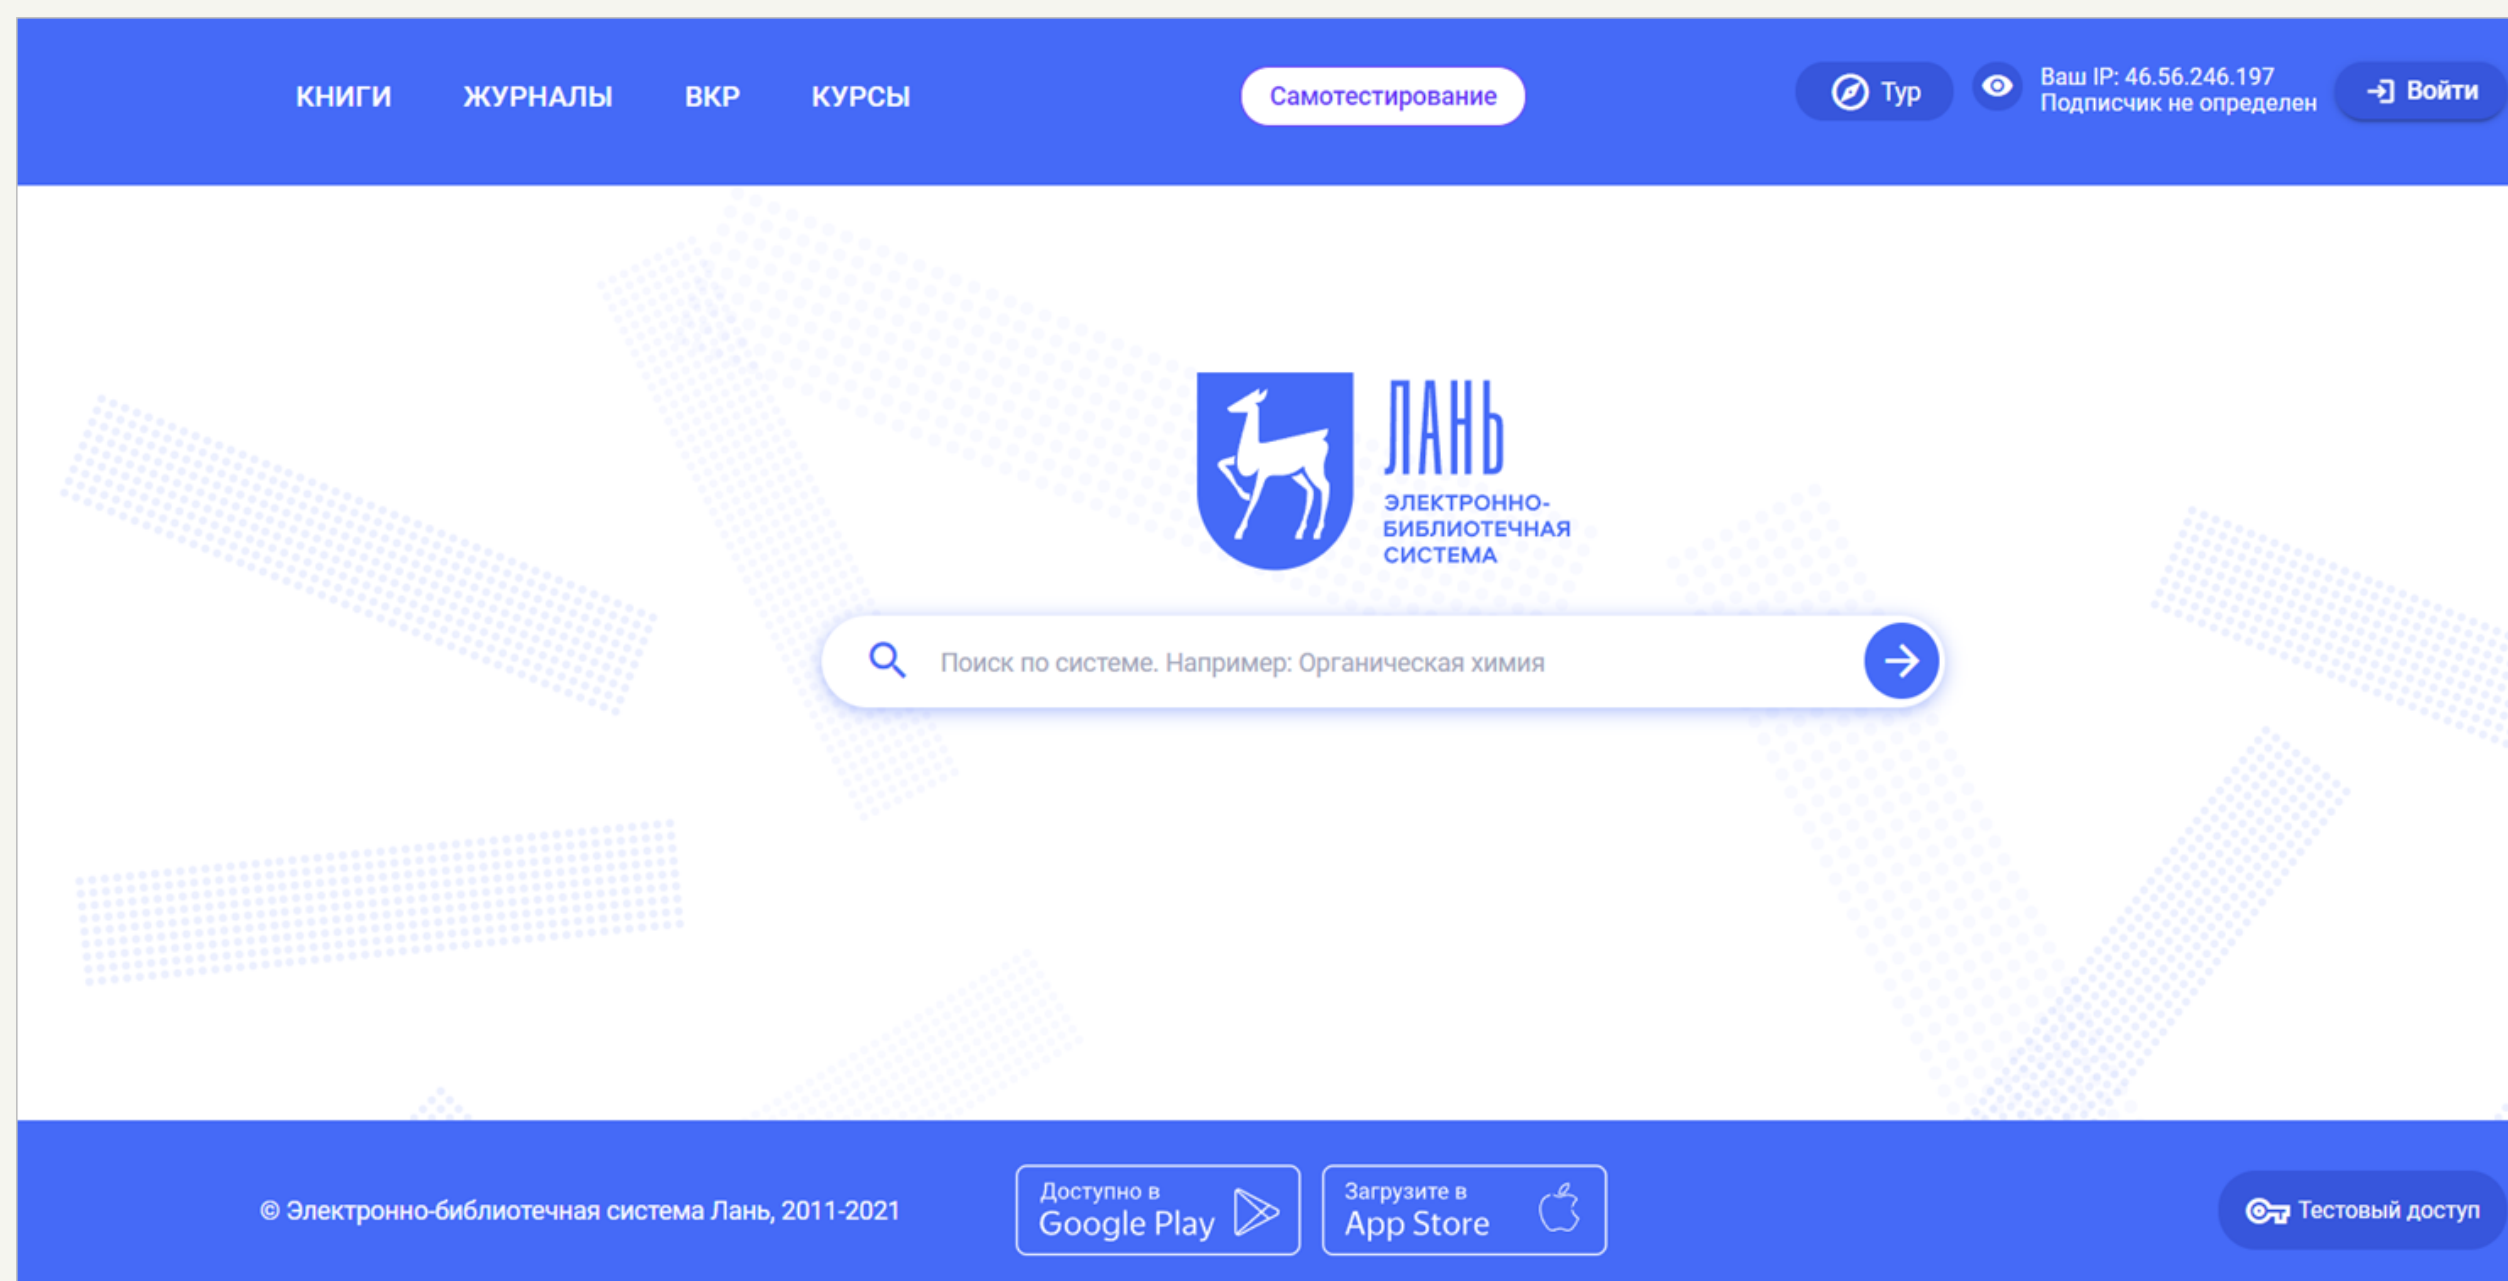 КНИГИ ЖУРНАЛЫ ВКР КУРСЫ Самотестирование Тур Ваш IP: 46.56.246.197 Войти
Подписчик не определен
ЛАНЬ
ЭЛЕКТРОННО-
БИБЛИОТЕЧНАЯ
СИСТЕМА
Поиск по системе. Например: Органическая химия
© Электронно-библиотечная система Лань, 2011-2021
Доступно в
Google Play
Загрузите в
App Store
Тестовый доступ